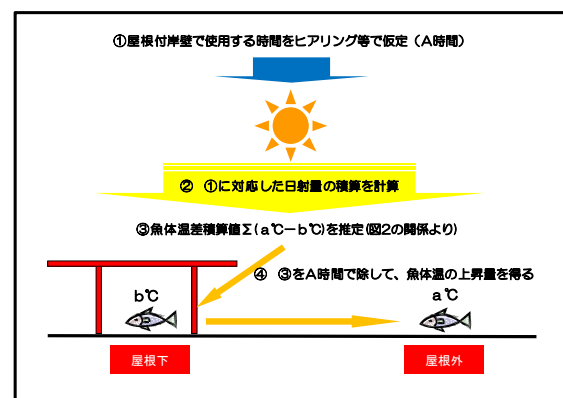 ①屋根付岸壁で使用する時間をヒアリング等で仮定（A時間）
② ①に対応した日射量の積算を計算
③魚体温差積算値Σ(a℃－b℃)を推定(図2の関係より)
④ ③をA時間で除して、魚体温の上昇量を得る
b℃
a℃
屋根下
屋根外